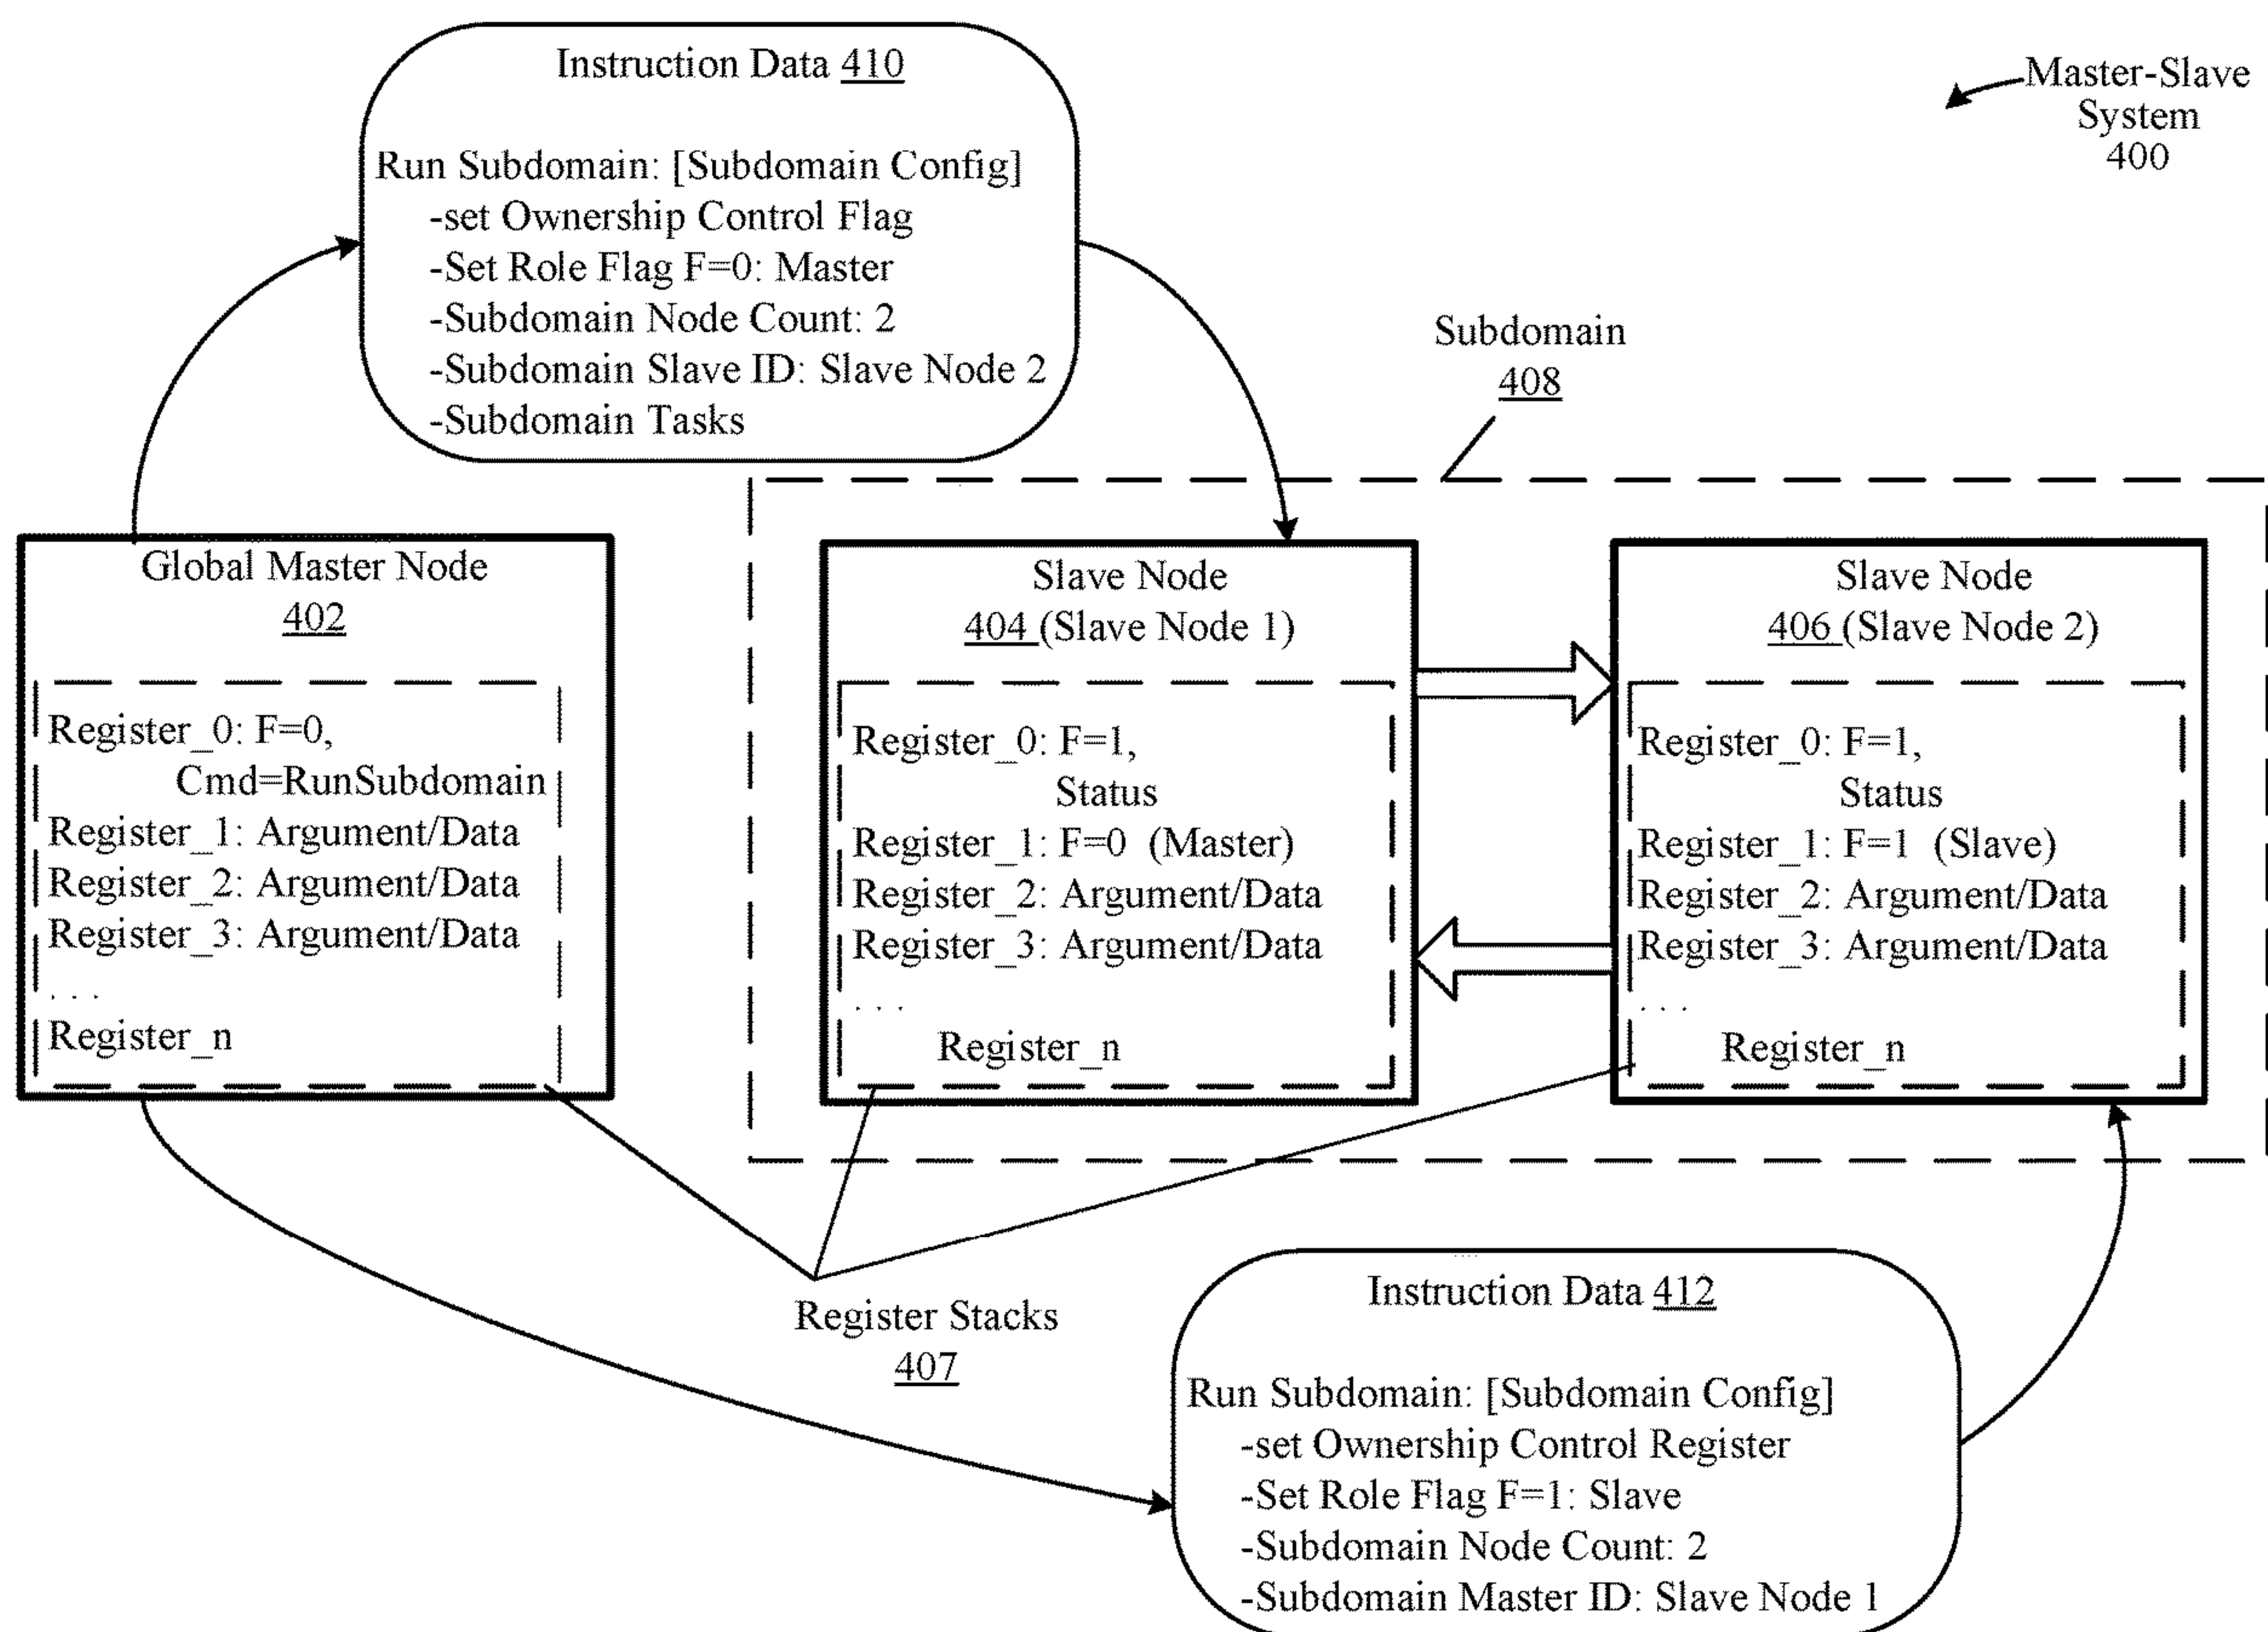 Instruction Data 410
Run Subdomain: [Subdomain Config]
-set Ownership Control Flag
-Set Role Flag F=0: Master
-Subdomain Node Count: 2
-Subdomain Slave ID: Slave Node 2
-Subdomain Tasks
Master-Slave
System
400
Subdomain
408
Global Master Node
402
Register_0: F=0,
Cmd=RunSubdomain
Register_1: Argument/Data
Register_2: Argument/Data
Register_3: Argument/Data
. . .
Register_n
Slave Node
404 (Slave Node 1)
Register_0: F=1,
Status
Register_1: F=0 (Master)
Register_2: Argument/Data
Register_3: Argument/Data
. . .
Register_n
Slave Node
406 (Slave Node 2)
Register_0: F=1,
Status
Register_1: F=1 (Slave)
Register_2: Argument/Data
Register_3: Argument/Data
. . .
Register_n
Register Stacks
407
Instruction Data 412
Run Subdomain: [Subdomain Config]
-set Ownership Control Register
-Set Role Flag F=1: Slave
-Subdomain Node Count: 2
-Subdomain Master ID: Slave Node 1